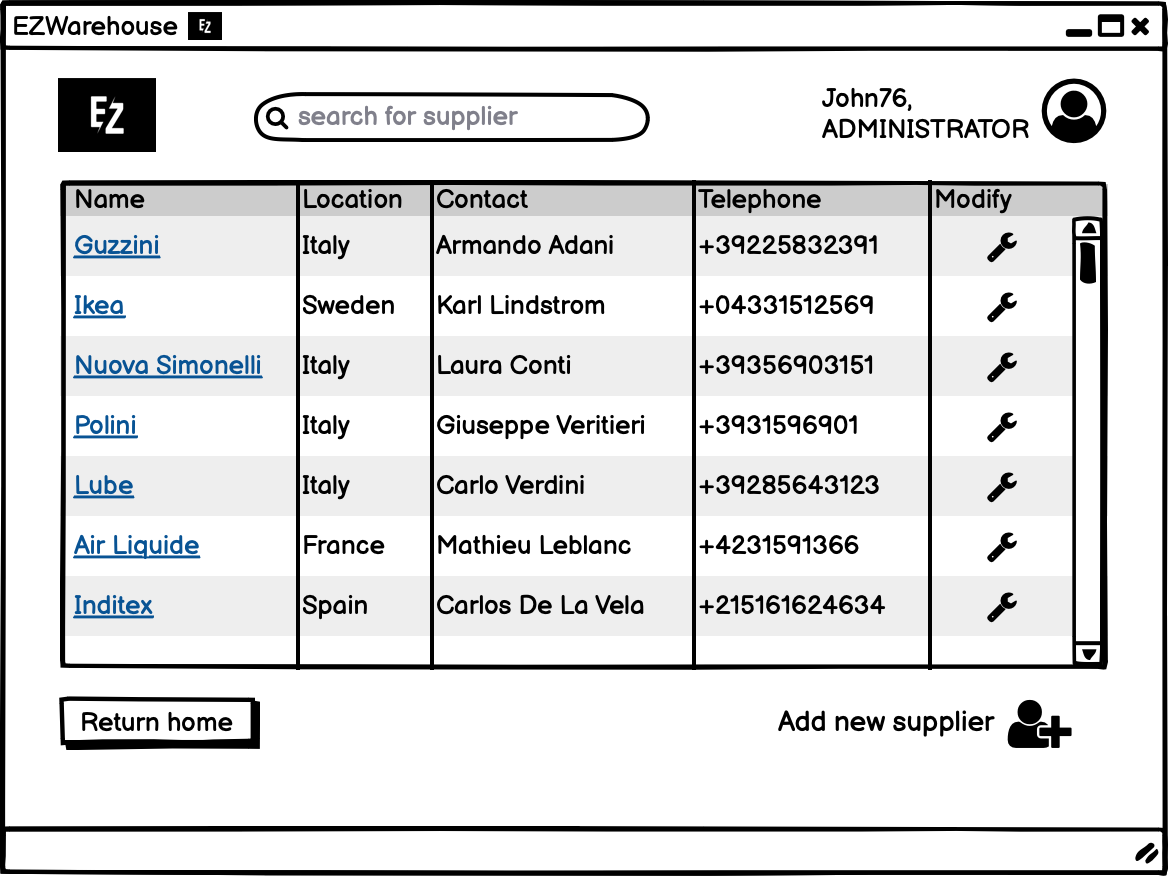 EZWarehouse EZ
EZ
search for supplier
John76,
ADMINISTRATOR
Name Location Contact Telephone Modify
Guzzini Italy Armando Adani +39225832391
Ikea Sweden Karl Lindstrom +04331512569
Nuova Simonelli Italy Laura Conti +39356903151
Polini Italy Giuseppe Veritieri +3931596901
Lube Italy Carlo Verdini +39285643123
Air Liquide France Mathieu Leblanc +4231591366
Inditex Spain Carlos De La Vela +215161624634
Return home
Add new supplier